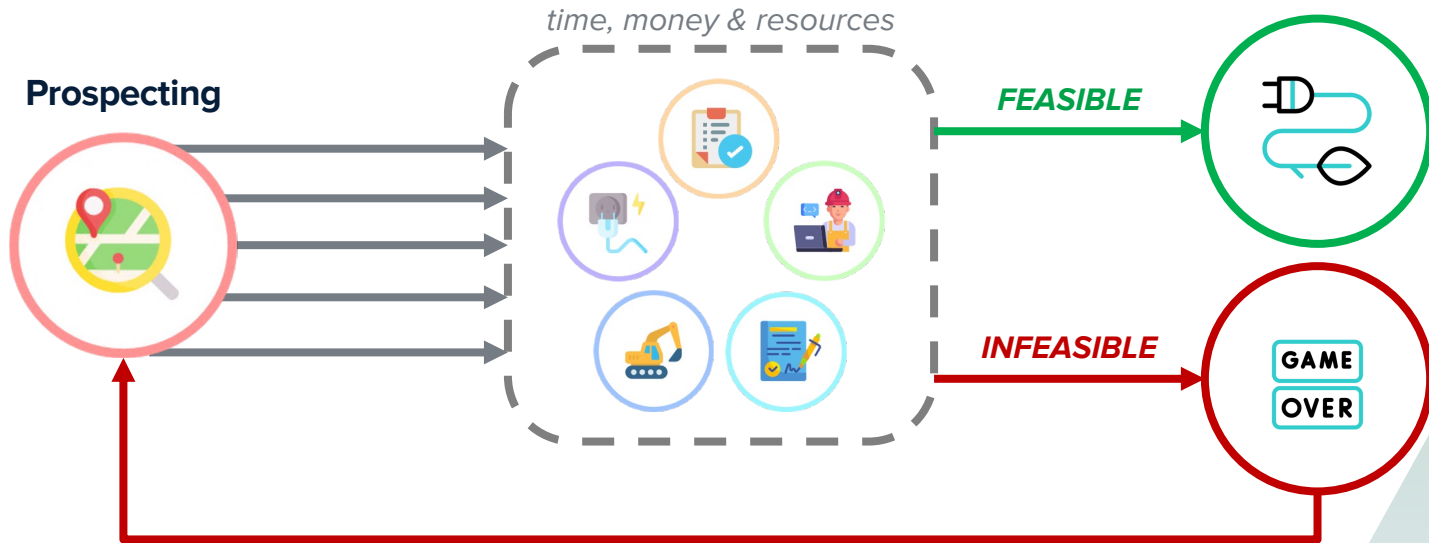 time, money & resources
Prospecting
FEASIBLE
INFEASIBLE
GAME
OVER